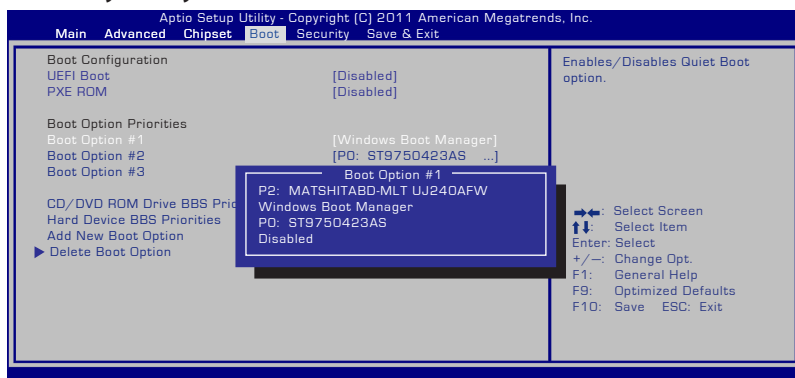 Aptio Setup Utility - Copyright (C) 2011 American Megatrends, Inc.
Main Advanced Chipset Boot Security Save & Exit
Boot Configuration
UEFI Boot [Disabled]
PXE ROM [Disabled]
Boot Option Priorities
Boot Option #1 [Windows Boot Manager]
Boot Option #2 [P0: ST9750423AS ...]
Boot Option #3
CD/DVD ROM Drive BBS
Hard Device BBS Priorities
Add New Boot Option
Delete Boot Option
Boot Option #1
P2: MATSHITABD-MLT UJ240AFW
Windows Boot Manager
P0: ST9750423AS
Disabled
Enables/Disables Quiet Boot
option.
→←: Select Screen
↑↓: Select Item
Enter: Select
+/–: Change Opt.
F1: General Help
F9: Optimized Defaults
F10: Save ESC: Exit